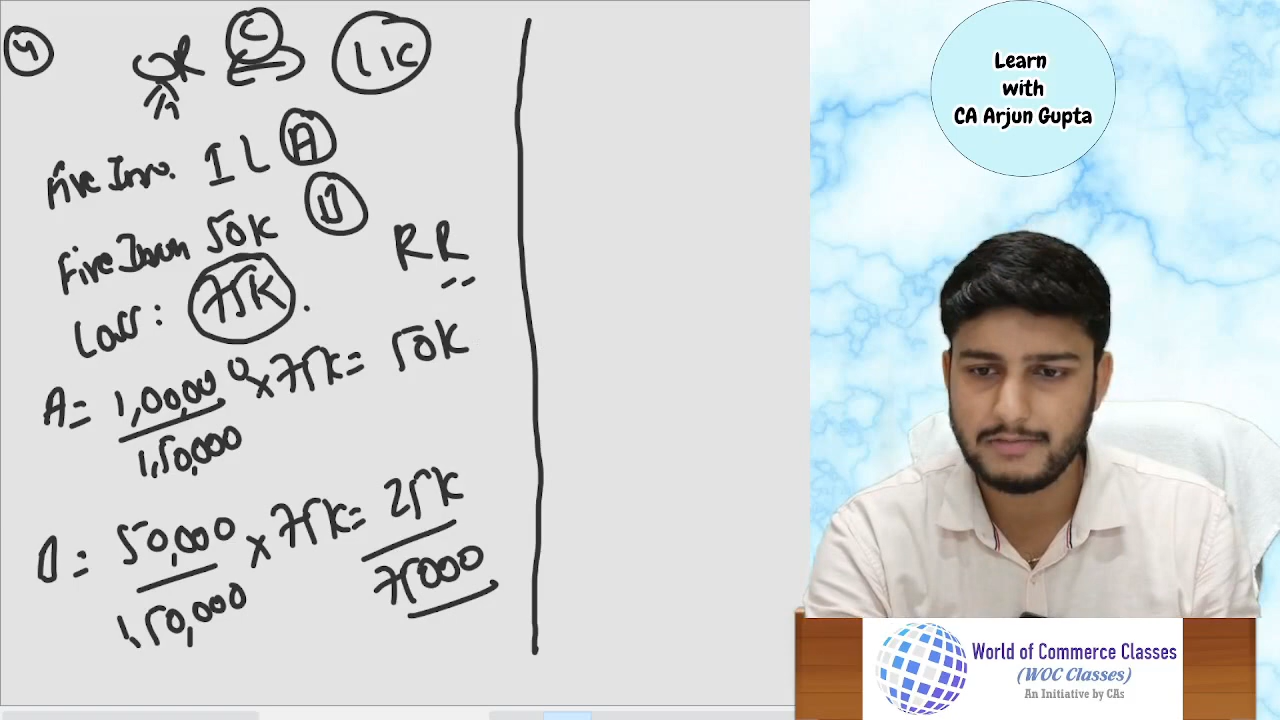 4
R C LIC
Fire Insu. 1L A
Fire Insu 50K B
RR
Loss: 75K.
A = 1,00,000 × 75K = 50K
1,50,000
B = 50,000 × 75K = 25K
1,50,000
75000
Learn
with
CA Arjun Gupta
World of Commerce Classes
(WOC Classes)
An Initiative by CAs